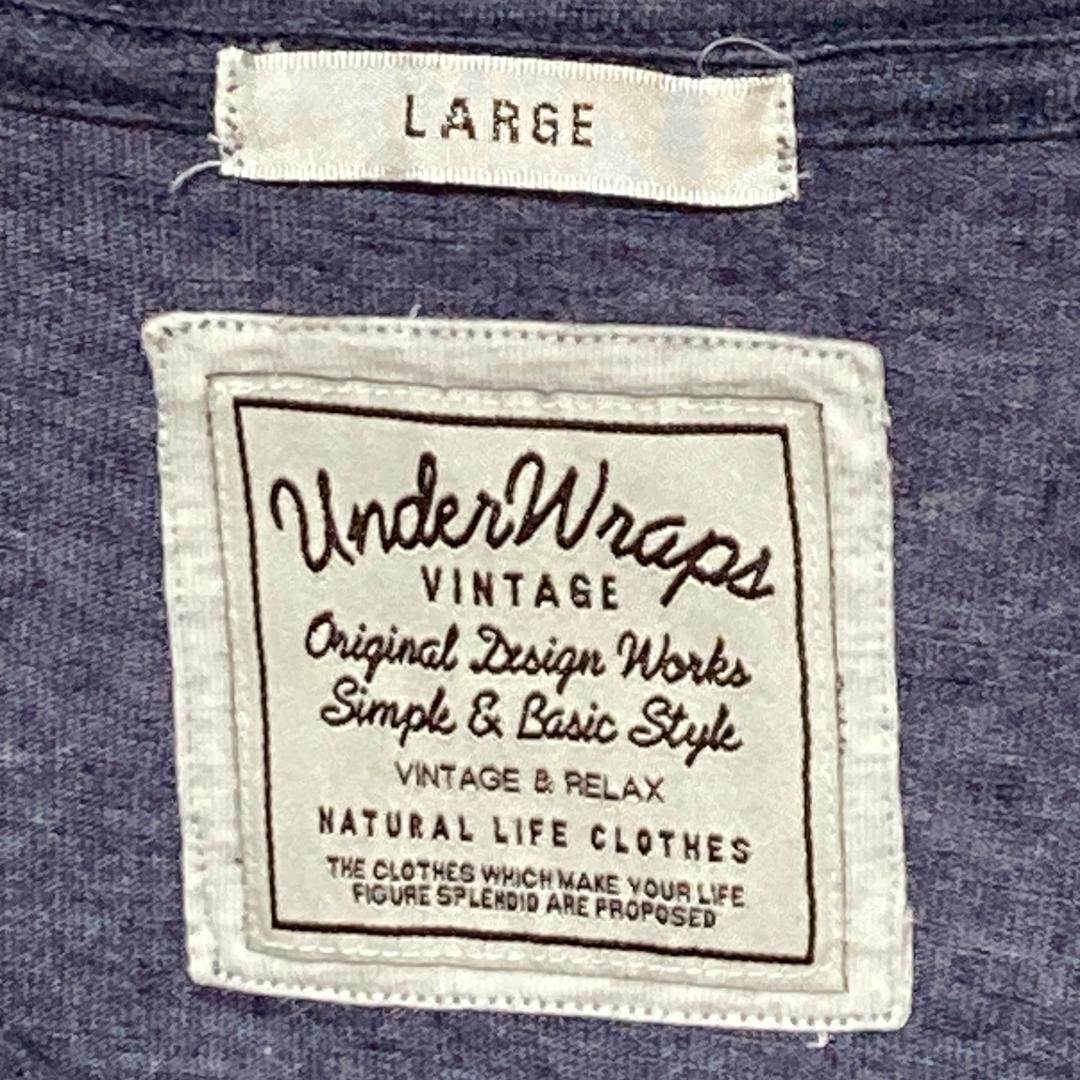 LARGE
UnderWraps
VINTAGE
Original Design Works
Simple & Basic Style
VINTAGE & RELAX
NATURAL LIFE CLOTHES
THE CLOTHES WHICH MAKE YOUR LIFE
FIGURE SPLENDID ARE PROPOSED